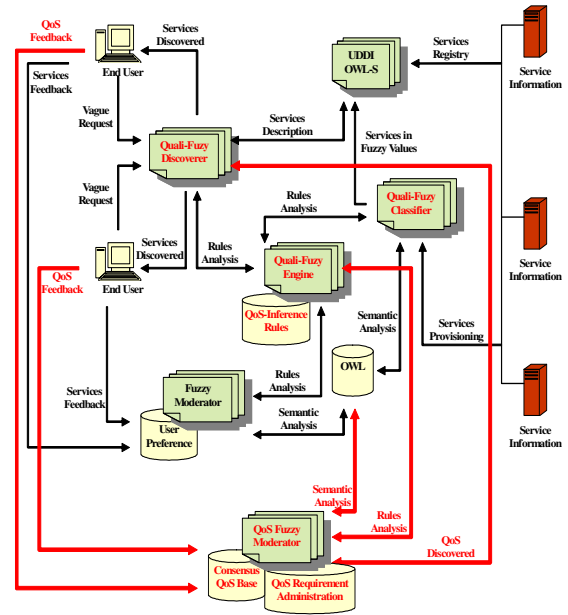 QoS
Feedback
Services
Discovered
End User
Services
Feedback
Vague
Request
UDDI
OWL-S
Services
Registry
Service
Information
Services
Description
Services in
Fuzzy Values
Quali-Fuzy
Discoverer
Vague
Request
Rules
Analysis
Quali-Fuzy
Classifier
Services
Discovered
Rules
Analysis
Quali-Fuzy
Engine
Service
Information
QoS
Feedback
End User
QoS-Inference
Rules
Semantic
Analysis
Services
Provisioning
OWL
Fuzzy
Moderator
Rules
Analysis
Services
Feedback
User
Preference
Semantic
Analysis
Service
Information
Semantic
Analysis
Rules
Analysis
QoS Fuzzy
Moderator
QoS
Discovered
Consensus
QoS Base
QoS Requirement
Administration